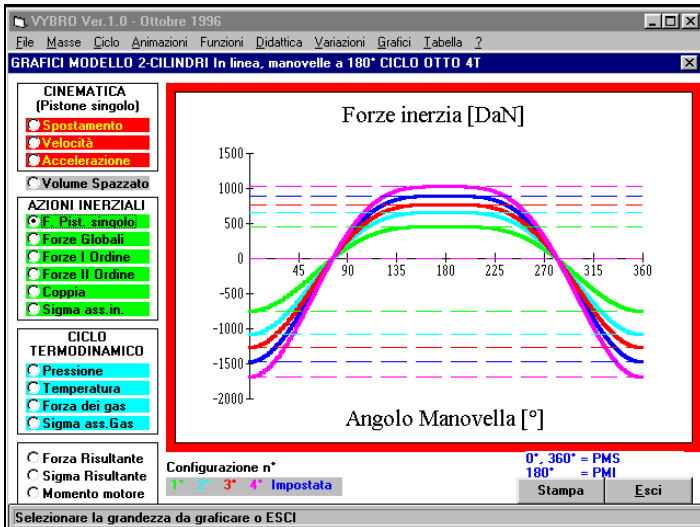 VYBRO Ver.1.0 - Ottobre 1996
File Masse Ciclo Animazioni Funzioni Didattica Variazioni Grafici Tabella ?
GRAFICI MODELLO 2-CILINDRI In linea, manovelle a 180° CICLO OTTO 4T
CINEMATICA
(Pistone singolo)
Spostamento
Velocità
Accelerazione
Volume Spazzato
AZIONI INERZIALI
F. Pist. singolo
Forze Globali
Forze I Ordine
Forze II Ordine
Coppia
Sigma ass.in.
CICLO
TERMODINAMICO
Pressione
Temperatura
Forza dei gas
Sigma ass.Gas
Forza Risultante
Sigma Risultante
Momento motore
Forze inerzia [DaN]
1500
1000
500
0
-500
-1000
-1500
-2000
45 90 135 180 225 270 315 360
Angolo Manovella [°]
Configurazione n°
1° 2° 3° 4° Impostata
0°, 360° = PMS
180° = PMI
Stampa Esci
Selezionare la grandezza da graficare o ESCI